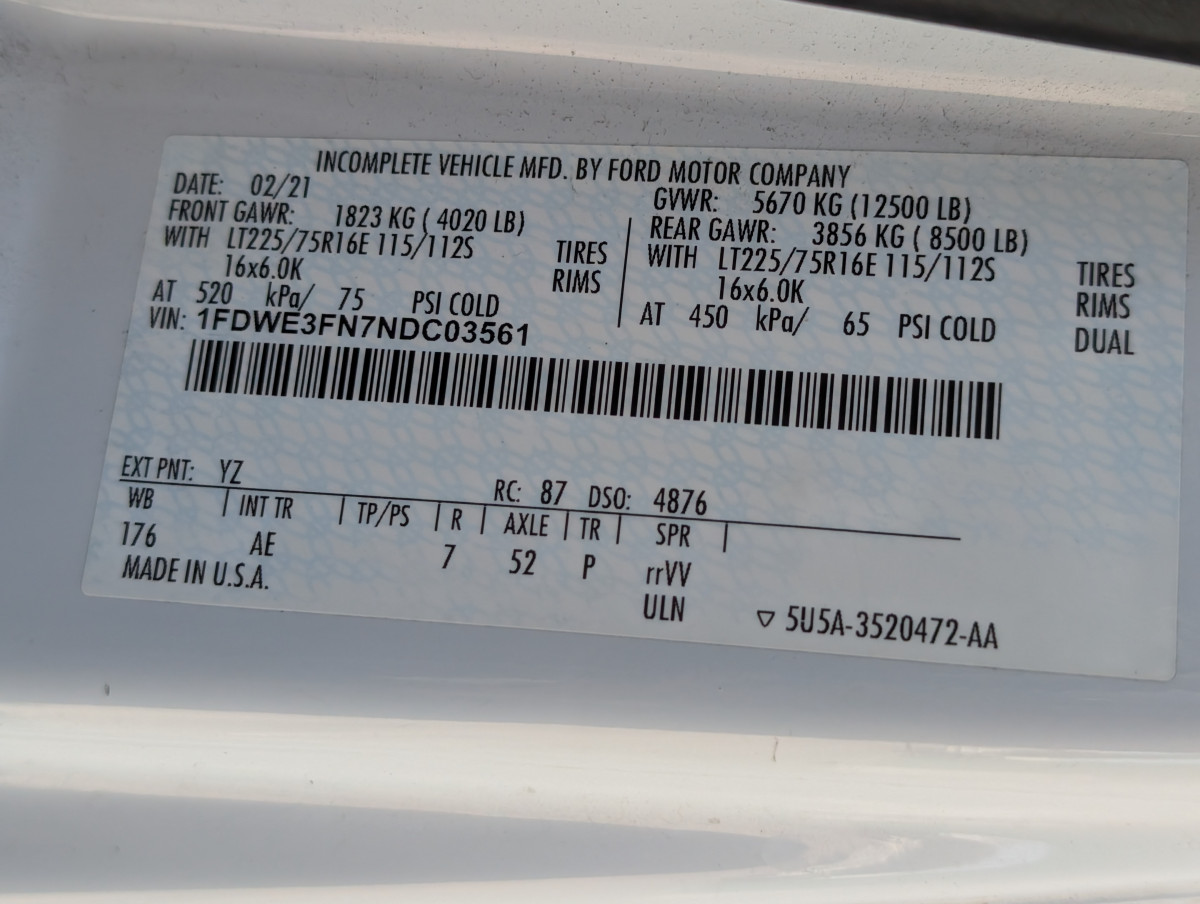 INCOMPLETE VEHICLE MFD. BY FORD MOTOR COMPANY
DATE: 02/21
GVWR: 5670 KG (12500 LB)
FRONT GAWR: 1823 KG ( 4020 LB)
REAR GAWR: 3856 KG ( 8500 LB)
WITH LT225/75R16E 115/112S TIRES
WITH LT225/75R16E 115/112S TIRES
16x6.0K RIMS
16x6.0K RIMS
AT 520 kPa/ 75 PSI COLD
AT 450 kPa/ 65 PSI COLD DUAL
VIN: 1FDWE3FN7NDC03561
EXT PNT: YZ RC: 87 DSO: 4876
WB | INT TR | TP/PS | R | AXLE | TR | SPR |
176 AE 7 52 P rrVV
MADE IN U.S.A. ULN ▽ 5U5A-3520472-AA